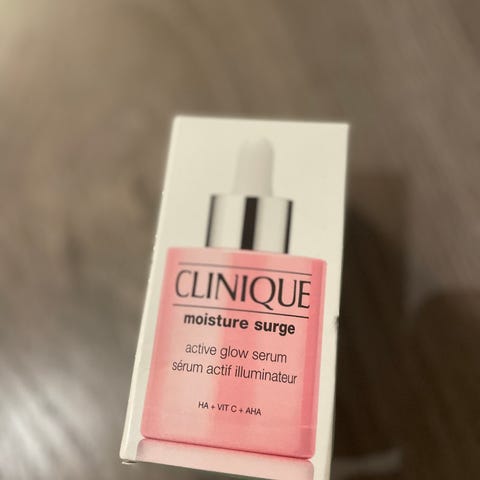 CLINIQUE
moisture surge
active glow serum
sérum actif illuminateur
HA + VIT C + AHA